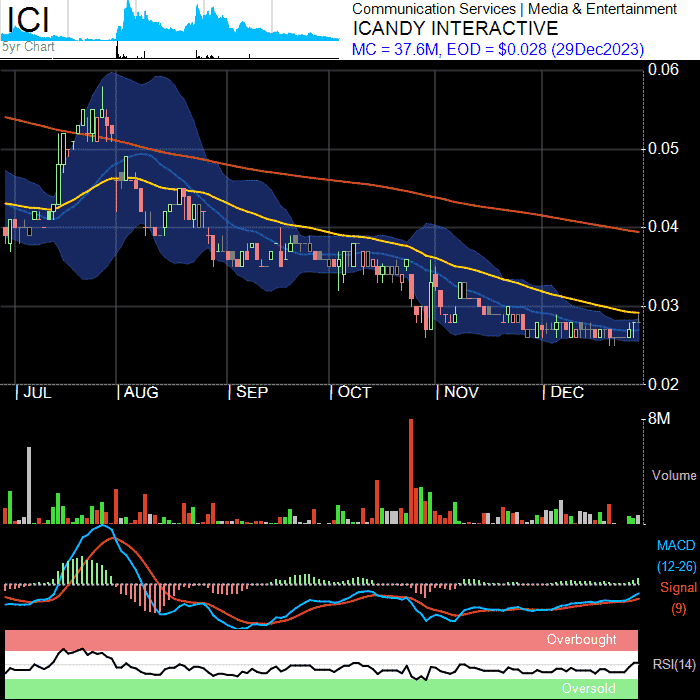 ICI
5yr Chart
Communication Services | Media & Entertainment
ICANDY INTERACTIVE
MC = 37.6M, EOD = $0.028 (29Dec2023)
0.06
0.05
0.04
0.03
0.02
JUL AUG SEP OCT NOV DEC
8M
Volume
MACD
(12-26)
Signal
(9)
Overbought
RSI(14)
Oversold